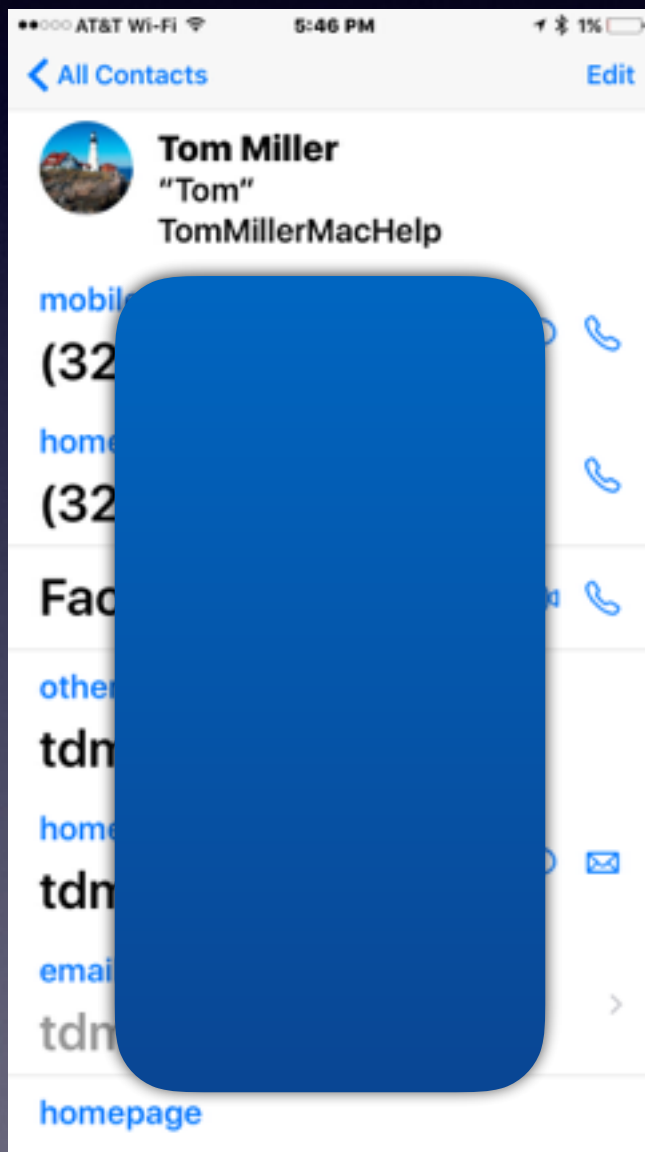 AT&T Wi-Fi 5:46 PM 1%
All Contacts Edit
Tom Miller
“Tom”
TomMillerMacHelp
mobil
(32
home
(32
Fac
other
tdm
home
tdm
emai
tdm
homepage